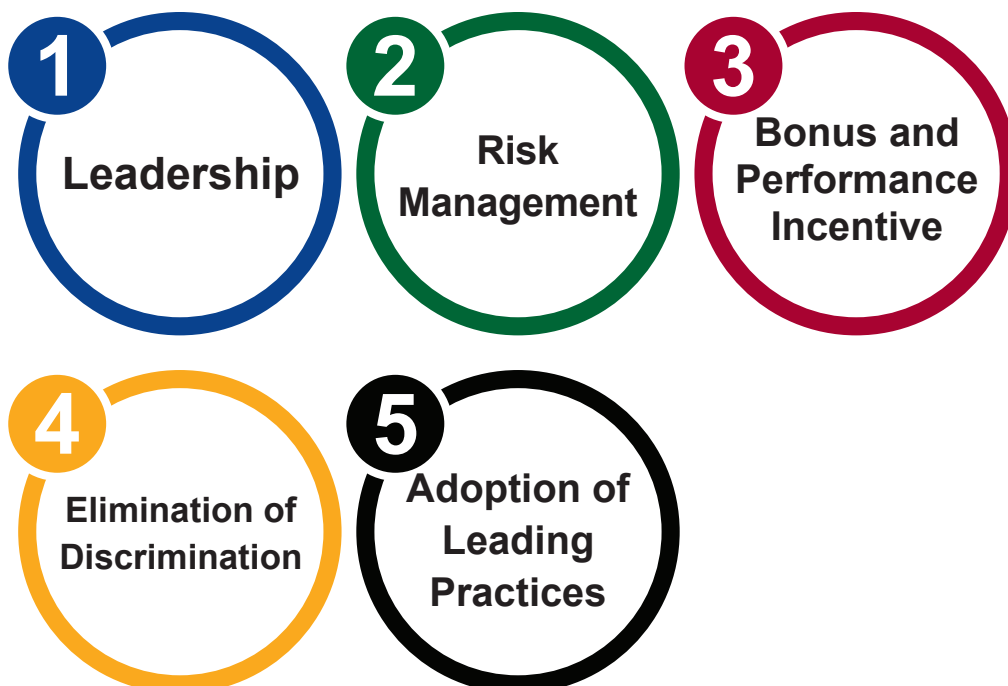 1
Leadership
2
Risk
Management
3
Bonus and
Performance
Incentive
4
Elimination of
Discrimination
5
Adoption of
Leading
Practices